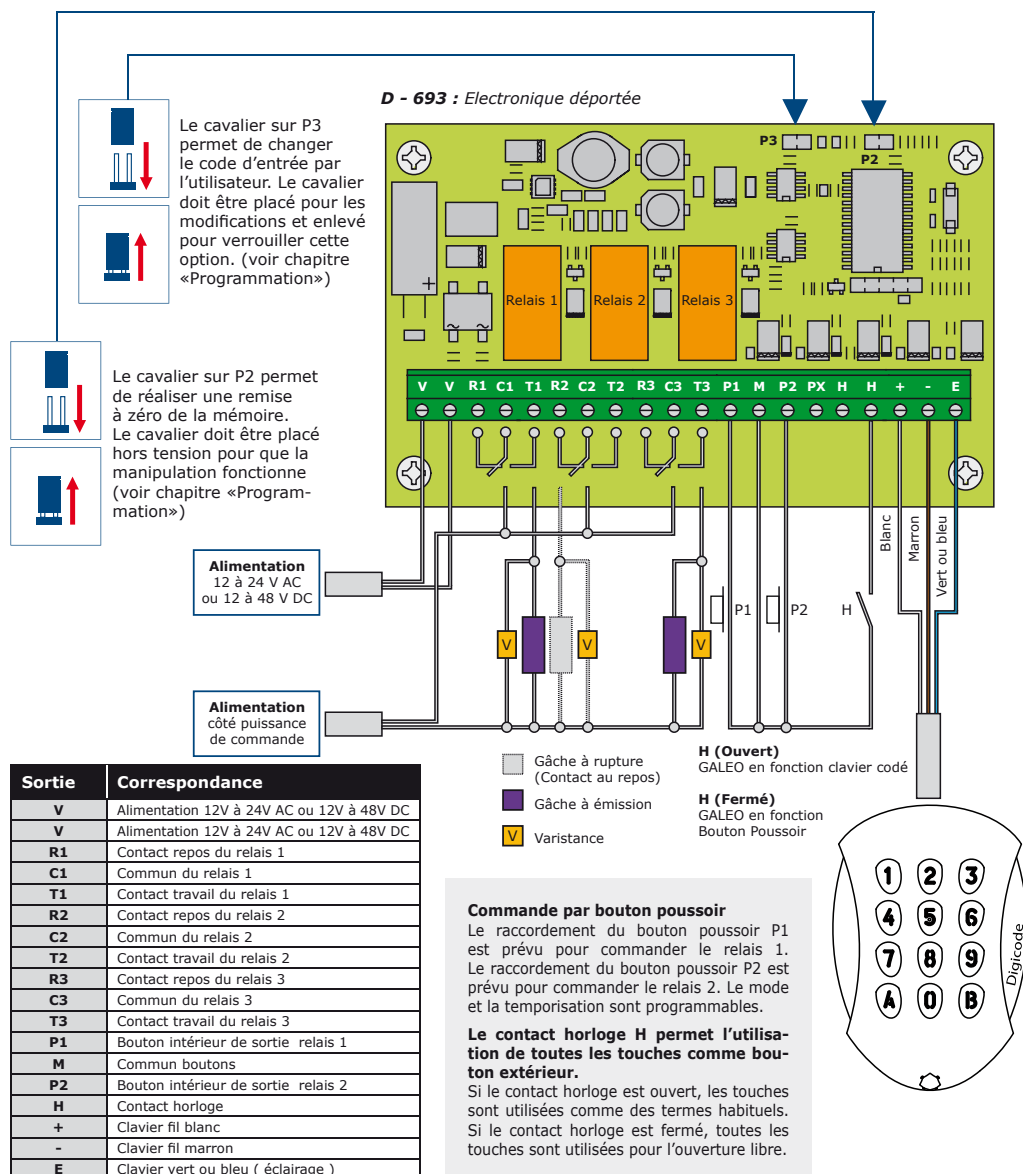 D - 693 : Electronique déportée
Le cavalier sur P3
permet de changer
le code d'entrée par
l'utilisateur. Le cavalier
doit être placé pour les
modifications et enlevé
pour verrouiller cette
option. (voir chapitre
«Programmation»)
P3
P2
Relais 1
Relais 2
Relais 3
Le cavalier sur P2 permet
de réaliser une remise
à zéro de la mémoire.
Le cavalier doit être placé
hors tension pour que la
manipulation fonctionne
(voir chapitre «Program-
mation»)
V V R1 C1 T1 R2 C2 T2 R3 C3 T3 P1 M P2 PX H H + - E
Blanc
Marron
Vert ou bleu
Alimentation
12 à 24 V AC
ou 12 à 48 V DC
P1
P2
H
V
V
V
Alimentation
côté puissance
de commande
Gâche à rupture
(Contact au repos)
Gâche à émission
V Varistance
H (Ouvert)
GALEO en fonction clavier codé
H (Fermé)
GALEO en fonction
Bouton Poussoir
Sortie Correspondance
V Alimentation 12V à 24V AC ou 12V à 48V DC
V Alimentation 12V à 24V AC ou 12V à 48V DC
R1 Contact repos du relais 1
C1 Commun du relais 1
T1 Contact travail du relais 1
R2 Contact repos du relais 2
C2 Commun du relais 2
T2 Contact travail du relais 2
R3 Contact repos du relais 3
C3 Commun du relais 3
T3 Contact travail du relais 3
P1 Bouton intérieur de sortie relais 1
M Commun boutons
P2 Bouton intérieur de sortie relais 2
H Contact horloge
+ Clavier fil blanc
- Clavier fil marron
E Clavier vert ou bleu ( éclairage )
Commande par bouton poussoir
Le raccordement du bouton poussoir P1
est prévu pour commander le relais 1.
Le raccordement du bouton poussoir P2 est
prévu pour commander le relais 2. Le mode
et la temporisation sont programmables.
Le contact horloge H permet l'utilisa-
tion de toutes les touches comme bou-
ton extérieur.
Si le contact horloge est ouvert, les touches
sont utilisées comme des termes habituels.
Si le contact horloge est fermé, toutes les
touches sont utilisées pour l'ouverture libre.
1 2 3
4 5 6
7 8 9
A 0 B
Digicode